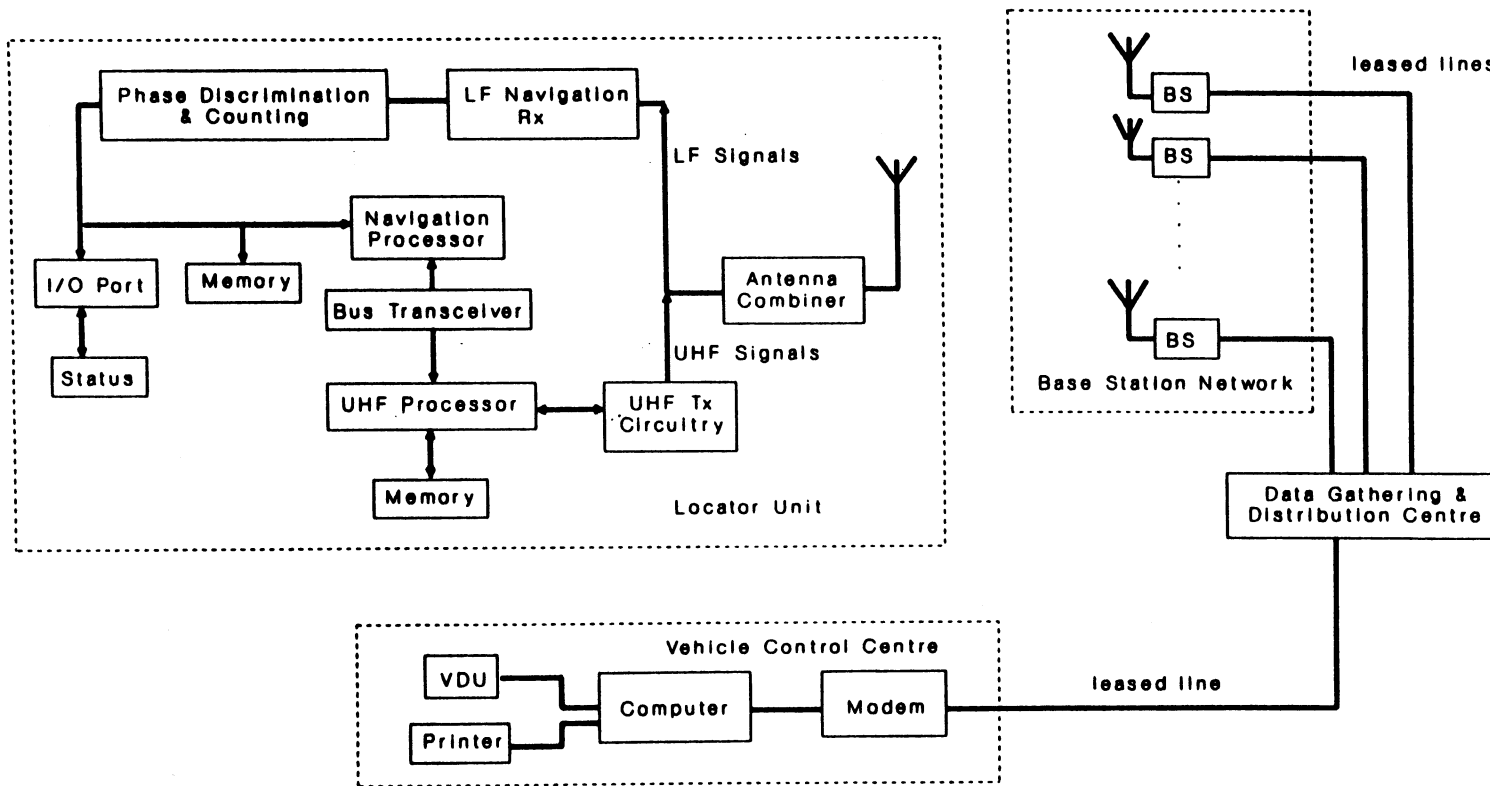 Phase Discrimination
& Counting
LF Navigation
Rx
LF Signals
Navigation
Processor
I/O Port
Memory
Bus Transceiver
Antenna
Combiner
Status
UHF Signals
UHF Processor
UHF Tx
Circuitry
Memory
Locator Unit
leased lines
BS
BS
BS
Base Station Network
Data Gathering &
Distribution Centre
Vehicle Control Centre
VDU
Computer
Modem
leased line
Printer